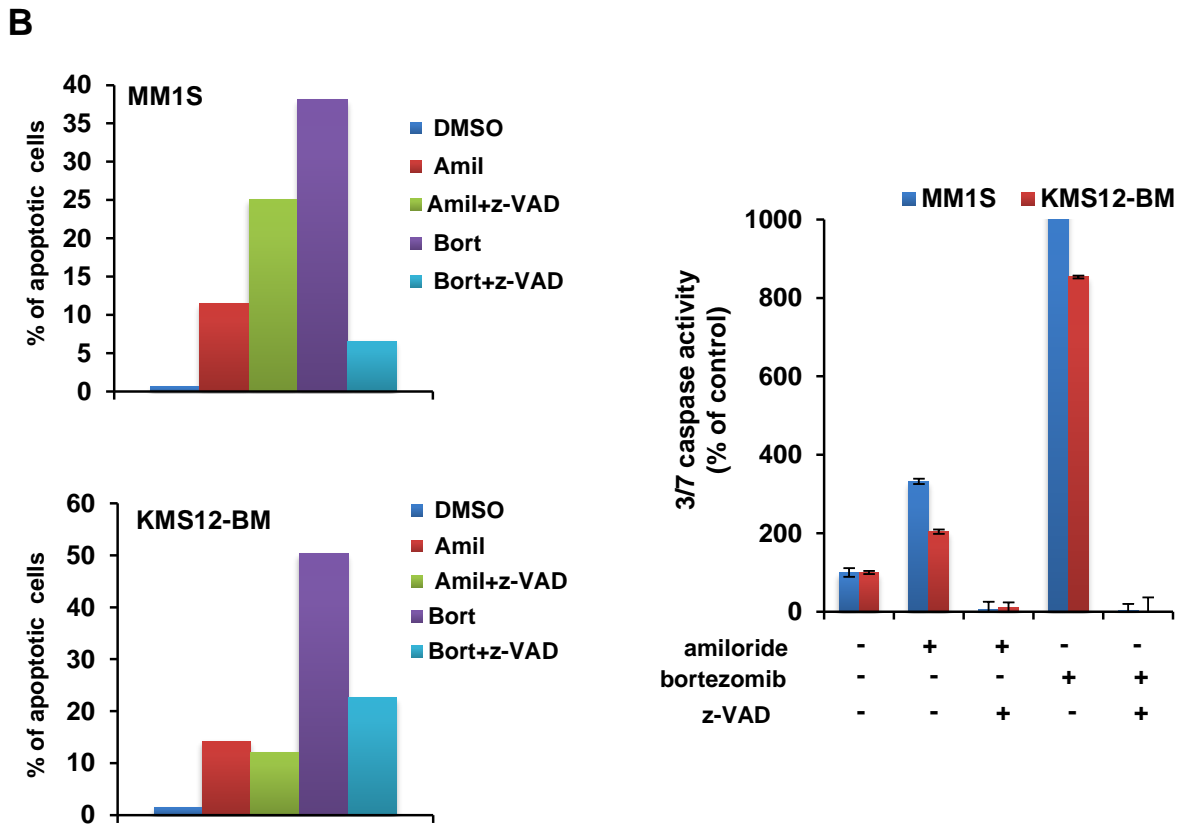 B
MM1S
% of apoptotic cells
40
35
30
25
20
15
10
5
0
DMSO
Amil
Amil+z-VAD
Bort
Bort+z-VAD
KMS12-BM
% of apoptotic cells
60
50
40
30
20
10
0
DMSO
Amil
Amil+z-VAD
Bort
Bort+z-VAD
MM1S KMS12-BM
3/7 caspase activity
(% of control)
1000
800
600
400
200
0
amiloride - + + - -
bortezomib - - - + +
z-VAD - - + - +